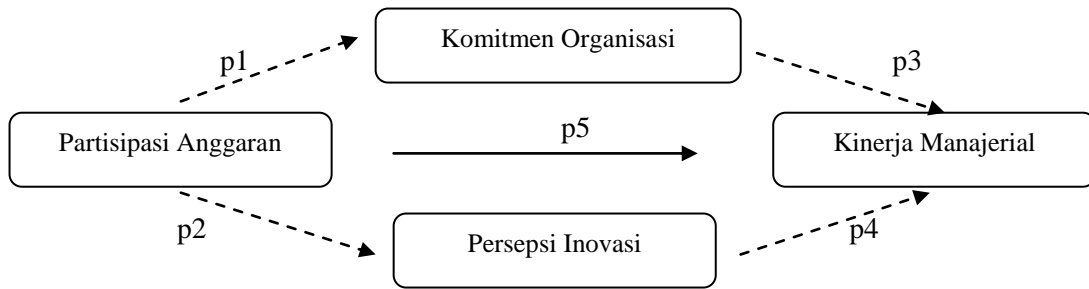 Komitmen Organisasi
p1
p3
Partisipasi Anggaran
p5
Kinerja Manajerial
p2
Persepsi Inovasi
p4